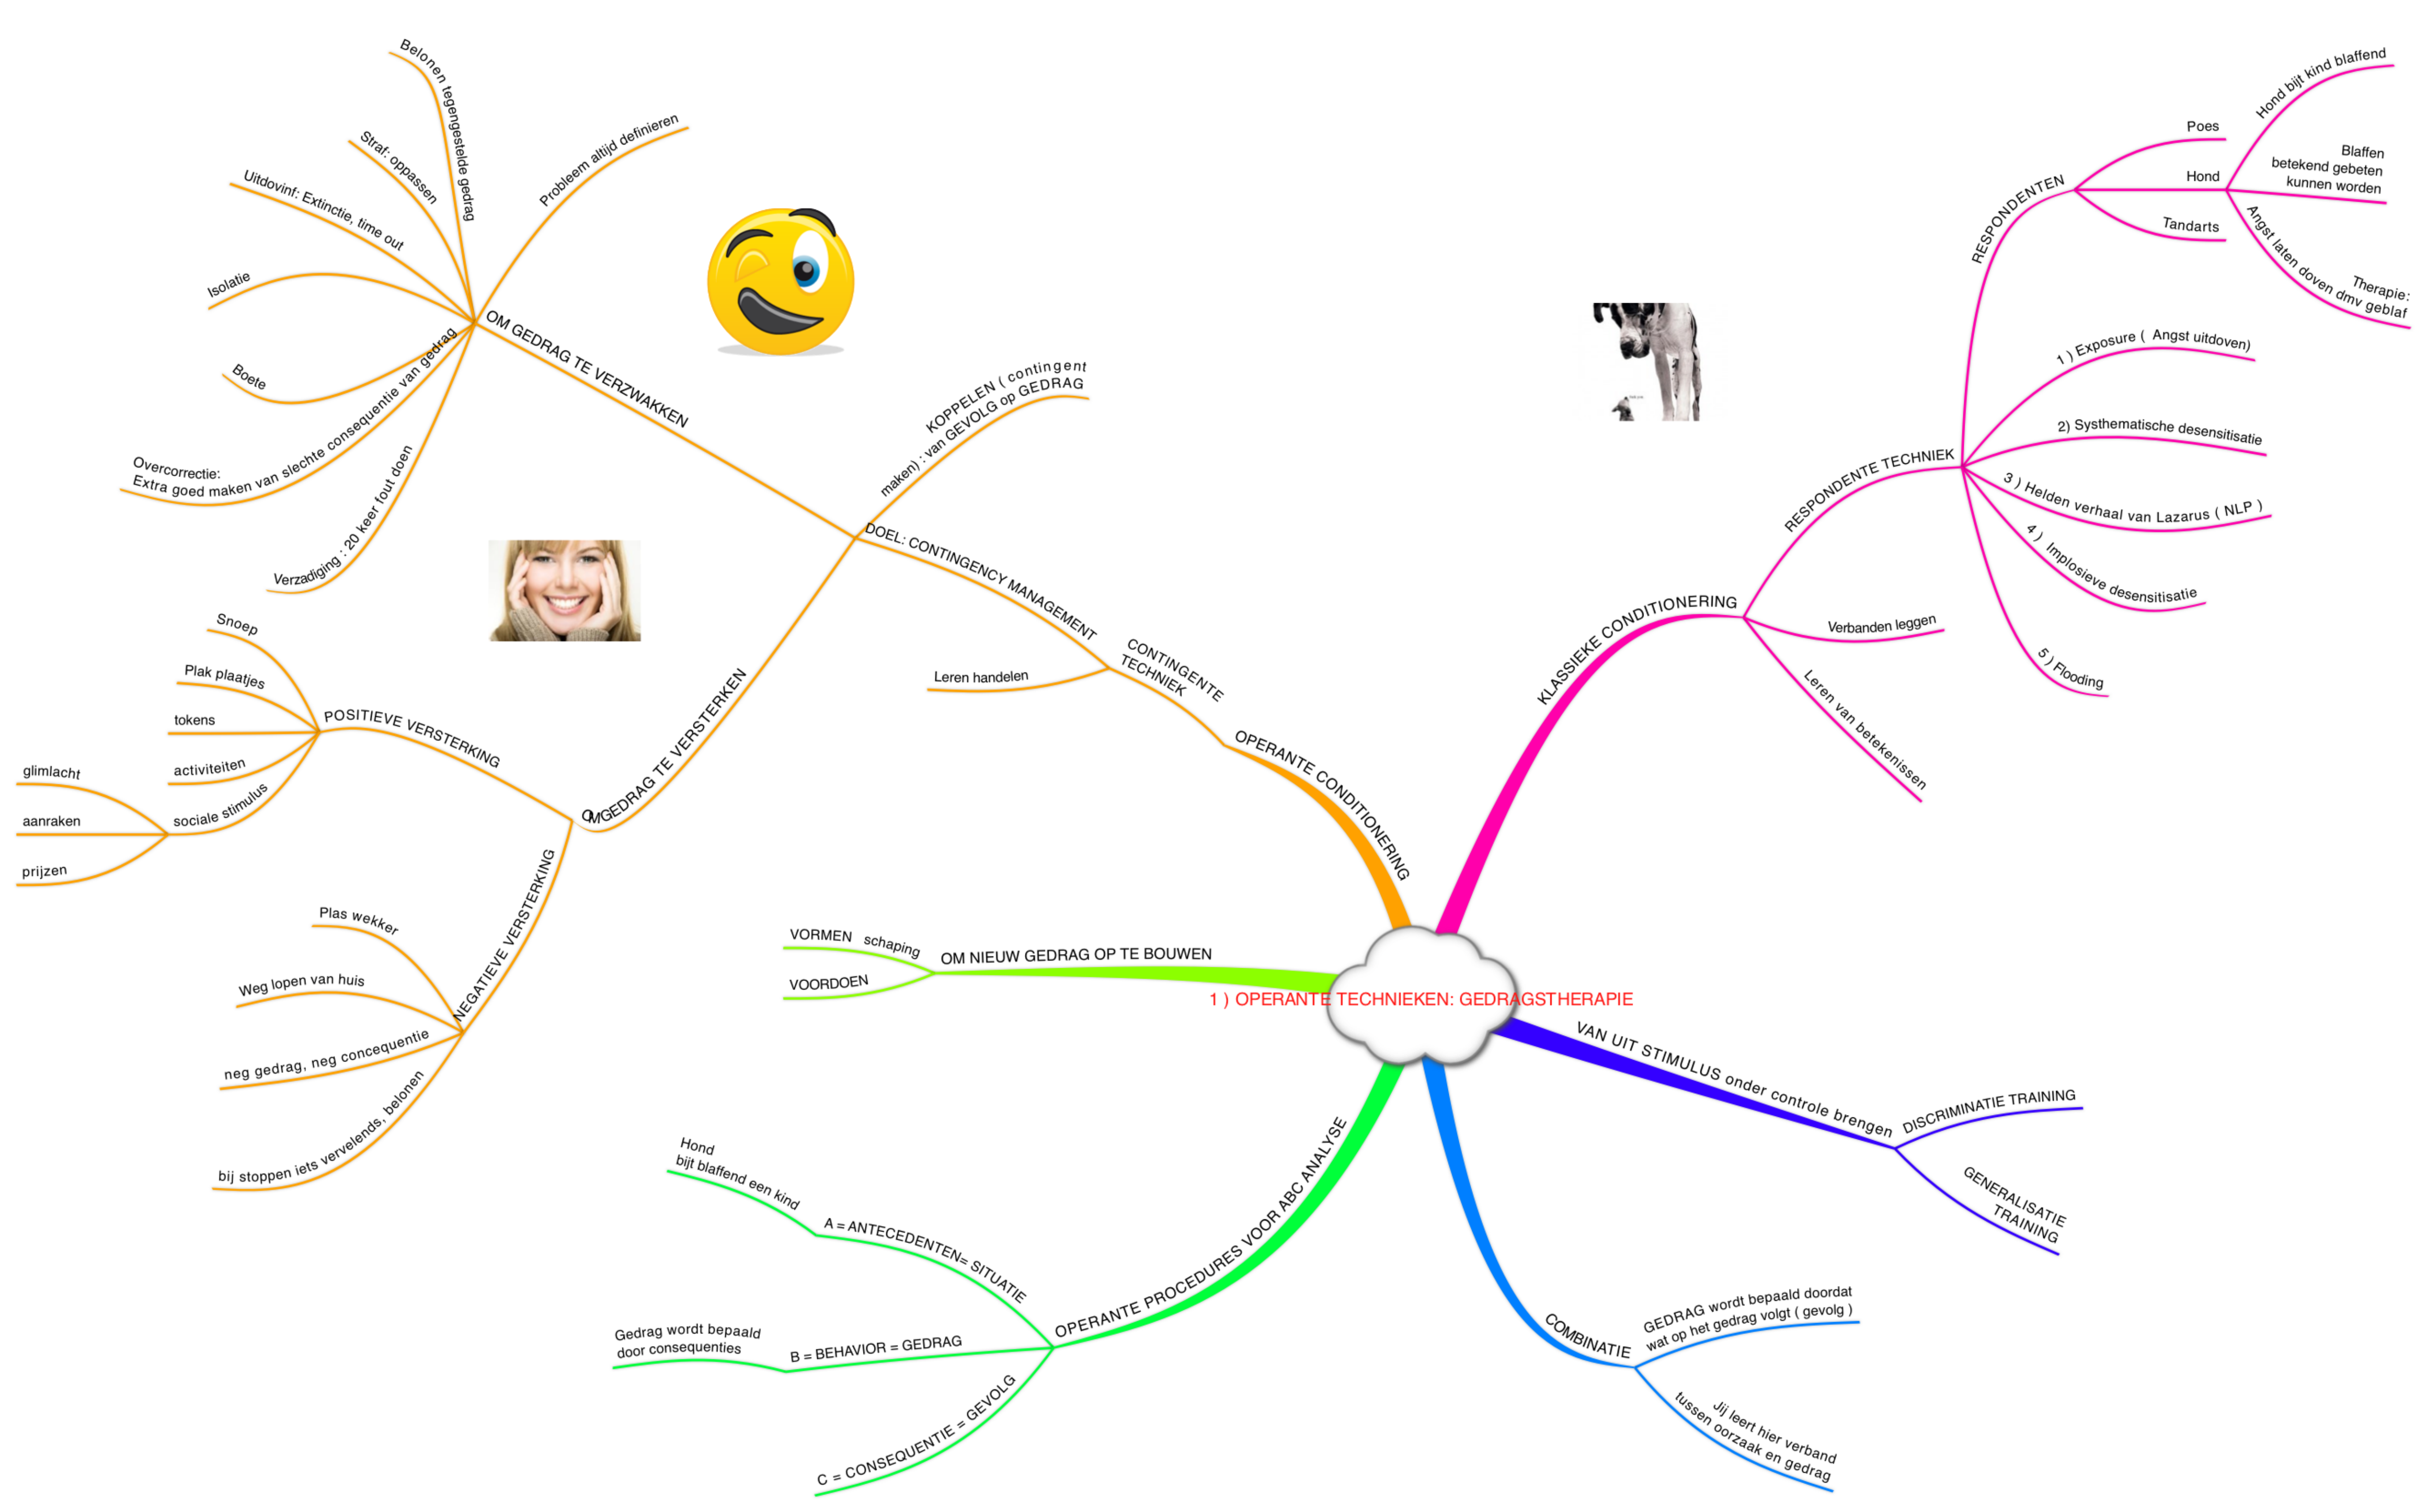 1 ) OPERANTE TECHNIEKEN: GEDRAGSTHERAPIE
KLASSIEKE CONDITIONERING
RESPONDENTE TECHNIEK
RESPONDENTEN
Poes
Hond
Hond bijt kind blaffend
Blaffen
betekend gebeten
kunnen worden
Therapie:
Angst laten doven dmv geblaf
Tandarts
1 ) Exposure ( Angst uitdoven)
2) Systhematische desensitisatie
3 ) Helden verhaal van Lazarus ( NLP )
4 ) Implosieve desensitisatie
5 ) Flooding
Verbanden leggen
Leren van betekenissen
VAN UIT STIMULUS onder controle brengen
DISCRIMINATIE TRAINING
GENERALISATIE
TRAINING
COMBINATIE
GEDRAG wordt bepaald doordat
wat op het gedrag volgt ( gevolg )
Jij leert hier verband
tussen oorzaak en gedrag
OPERANTE PROCEDURES VOOR ABC ANALYSE
A = ANTECEDENTEN= SITUATIE
Hond
bijt blaffend een kind
B = BEHAVIOR = GEDRAG
Gedrag wordt bepaald
door consequenties
C = CONSEQUENTIE = GEVOLG
OM NIEUW GEDRAG OP TE BOUWEN
VORMEN schaping
VOORDOEN
OPERANTE CONDITIONERING
CONTINGENTE
TECHNIEK
Leren handelen
DOEL: CONTINGENCY MANAGEMENT
KOPPELEN ( contingent
maken) : van GEVOLG op GEDRAG
OM GEDRAG TE VERZWAKKEN
Probleem altijd definieren
Belonen tegengestelde gedrag
Straf: oppassen
Uitdovinf: Extinctie, time out
Isolatie
Boete
Overcorrectie:
Extra goed maken van slechte consequentie van gedrag
Verzadiging : 20 keer fout doen
OM GEDRAG TE VERSTERKEN
POSITIEVE VERSTERKING
Snoep
Plak plaatjes
tokens
activiteiten
sociale stimulus
glimlacht
aanraken
prijzen
NEGATIEVE VERSTERKING
Plas wekker
Weg lopen van huis
neg gedrag, neg concequentie
bij stoppen iets vervelends, belonen